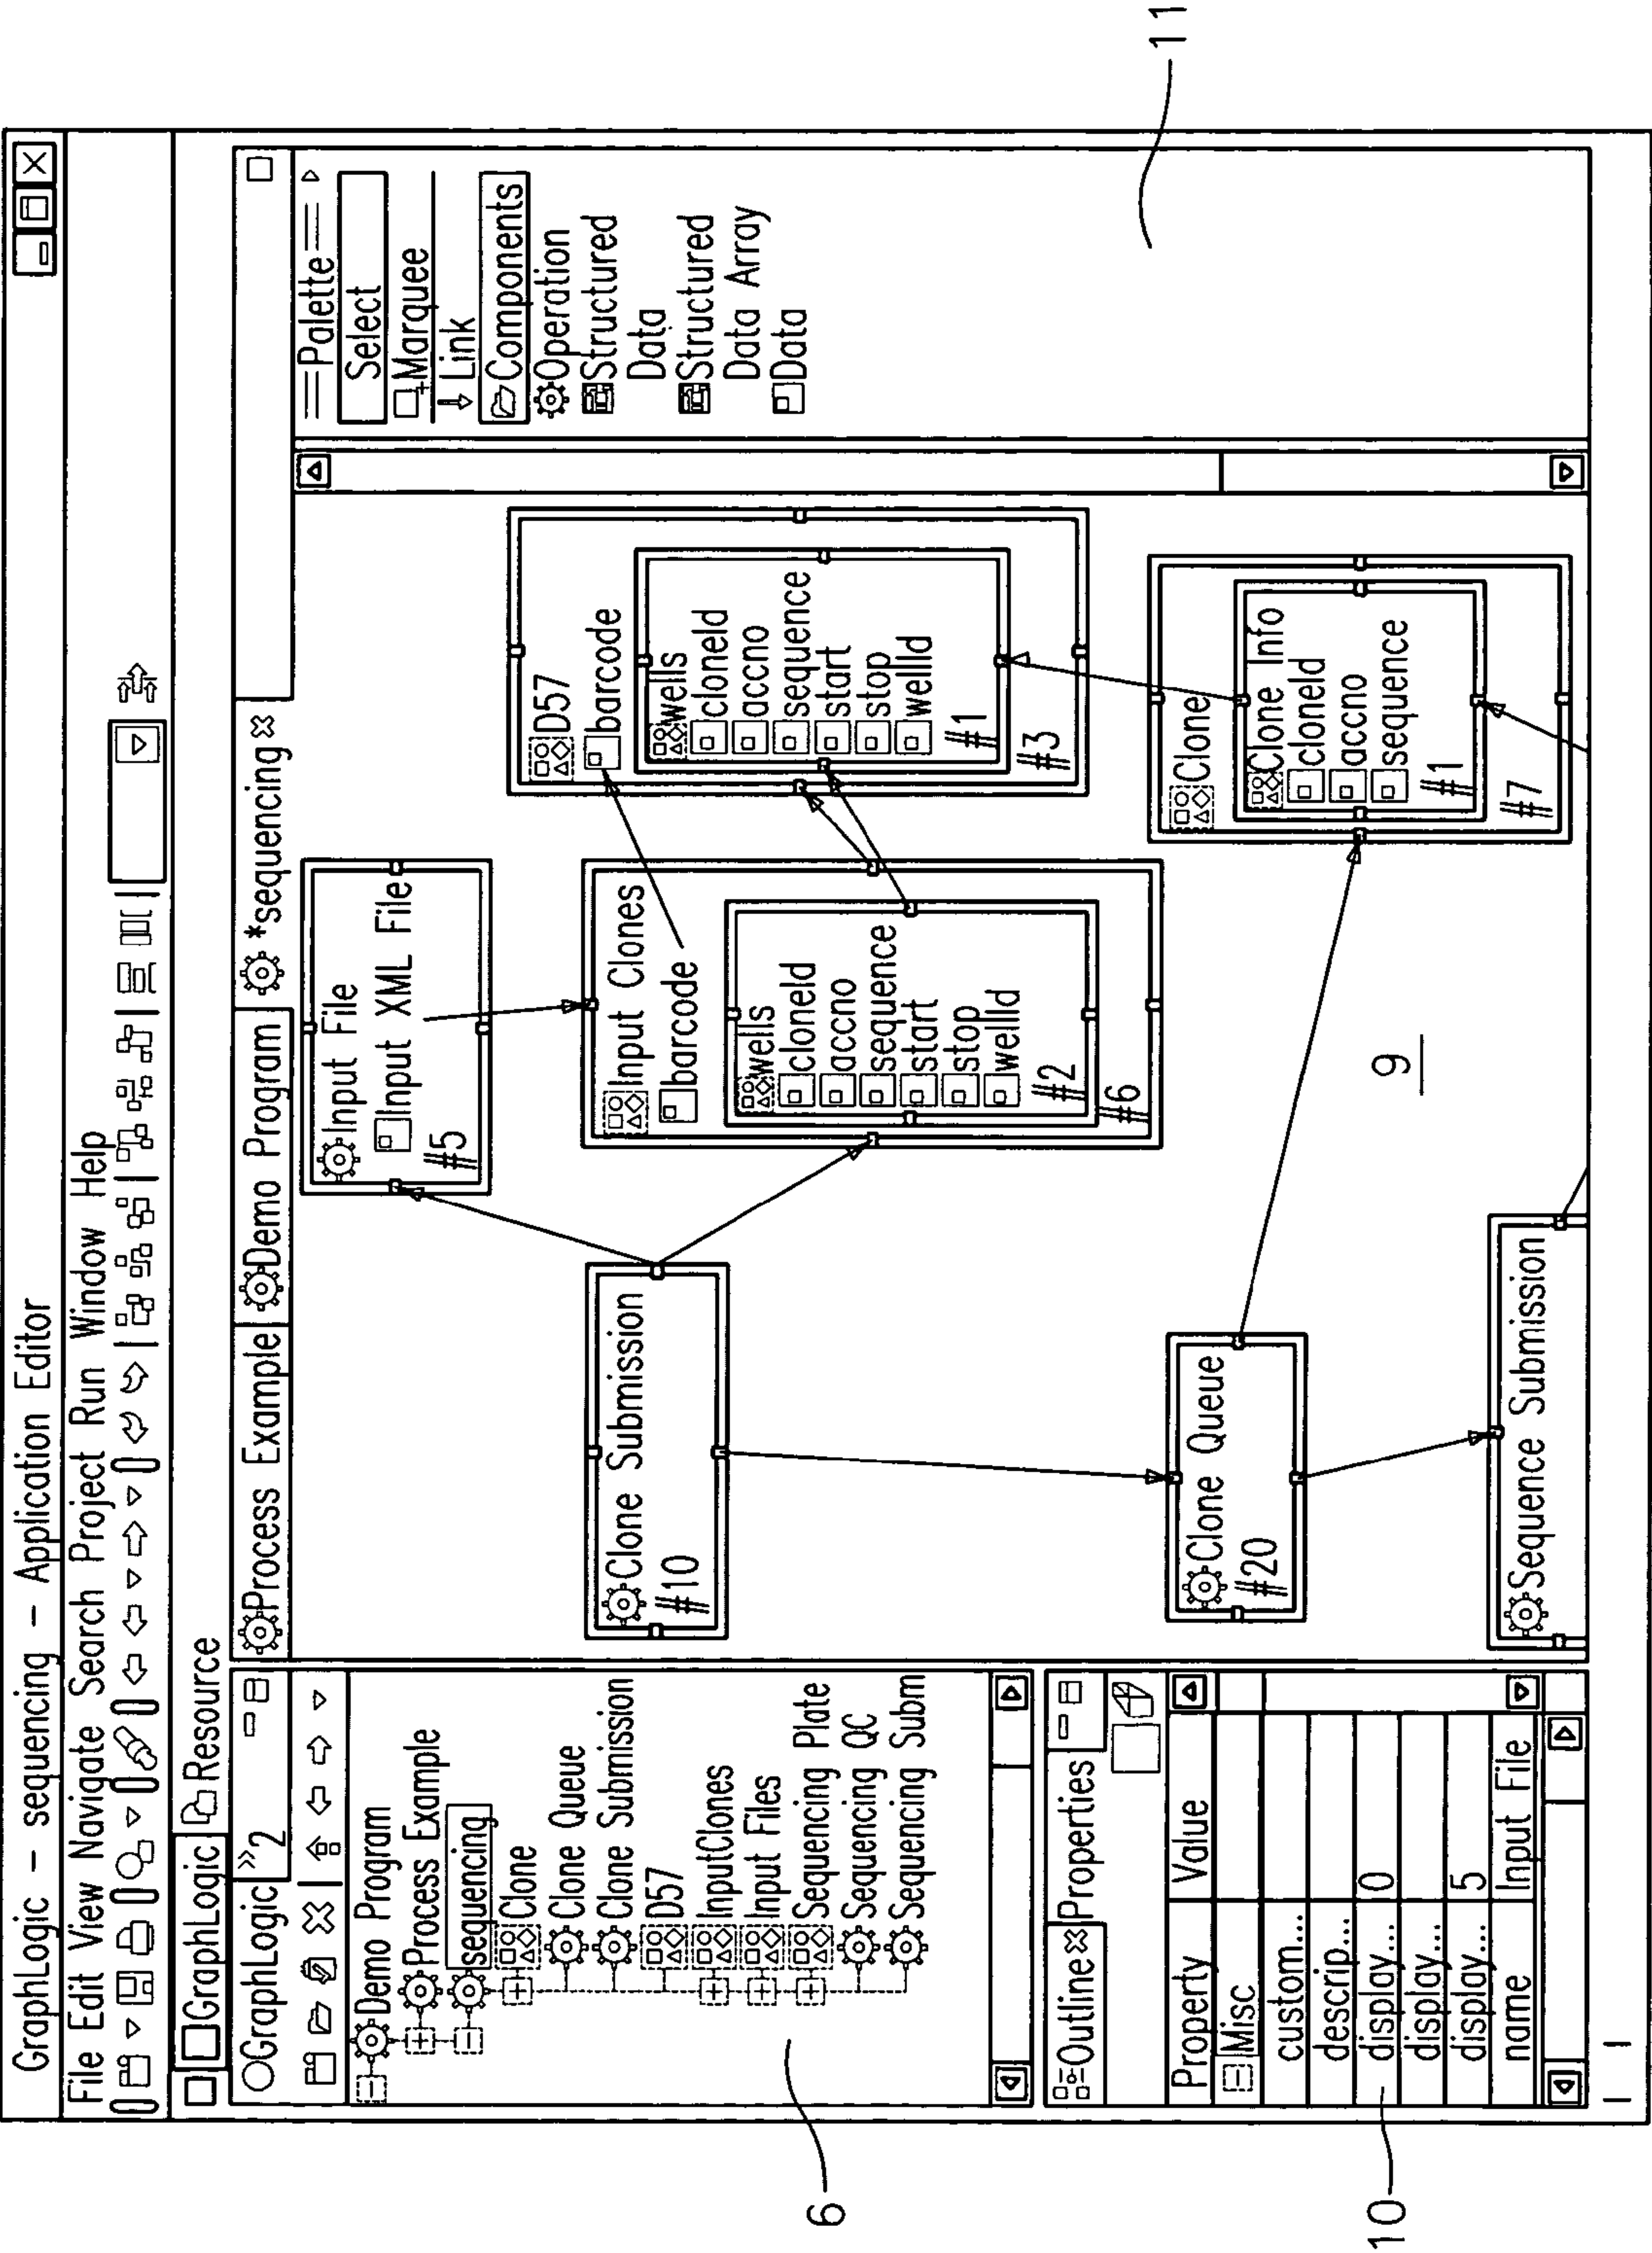 GraphLogic – sequencing – Application Editor
File Edit View Navigate Search Project Run Window Help
GraphLogic Resource
GraphLogic »2
Demo Program
Process Example
sequencing
Clone
Clone Queue
Clone Submission
D57
InputClones
Input Files
Sequencing Plate
Sequencing QC
Sequencing Subm
6
Outline Properties
Property Value
Misc
custom...
descrip...
display... 0
display...
display... 5
name Input File
10
Process Example Demo Program *sequencing
Input File
Input XML File
#5
Clone Submission
#10
Input Clones
barcode
wells
cloneId
accno
sequence
start
stop
wellId
#2
#6
D57
barcode
wells
cloneId
accno
sequence
start
stop
wellId
#1
#3
Clone Queue
#20
Clone
Clone Info
cloneId
accno
sequence
#1
#7
9
Sequence Submission
Palette
Select
Marquee
Link
Components
Operation
Structured
Data
Structured
Data Array
Data
11